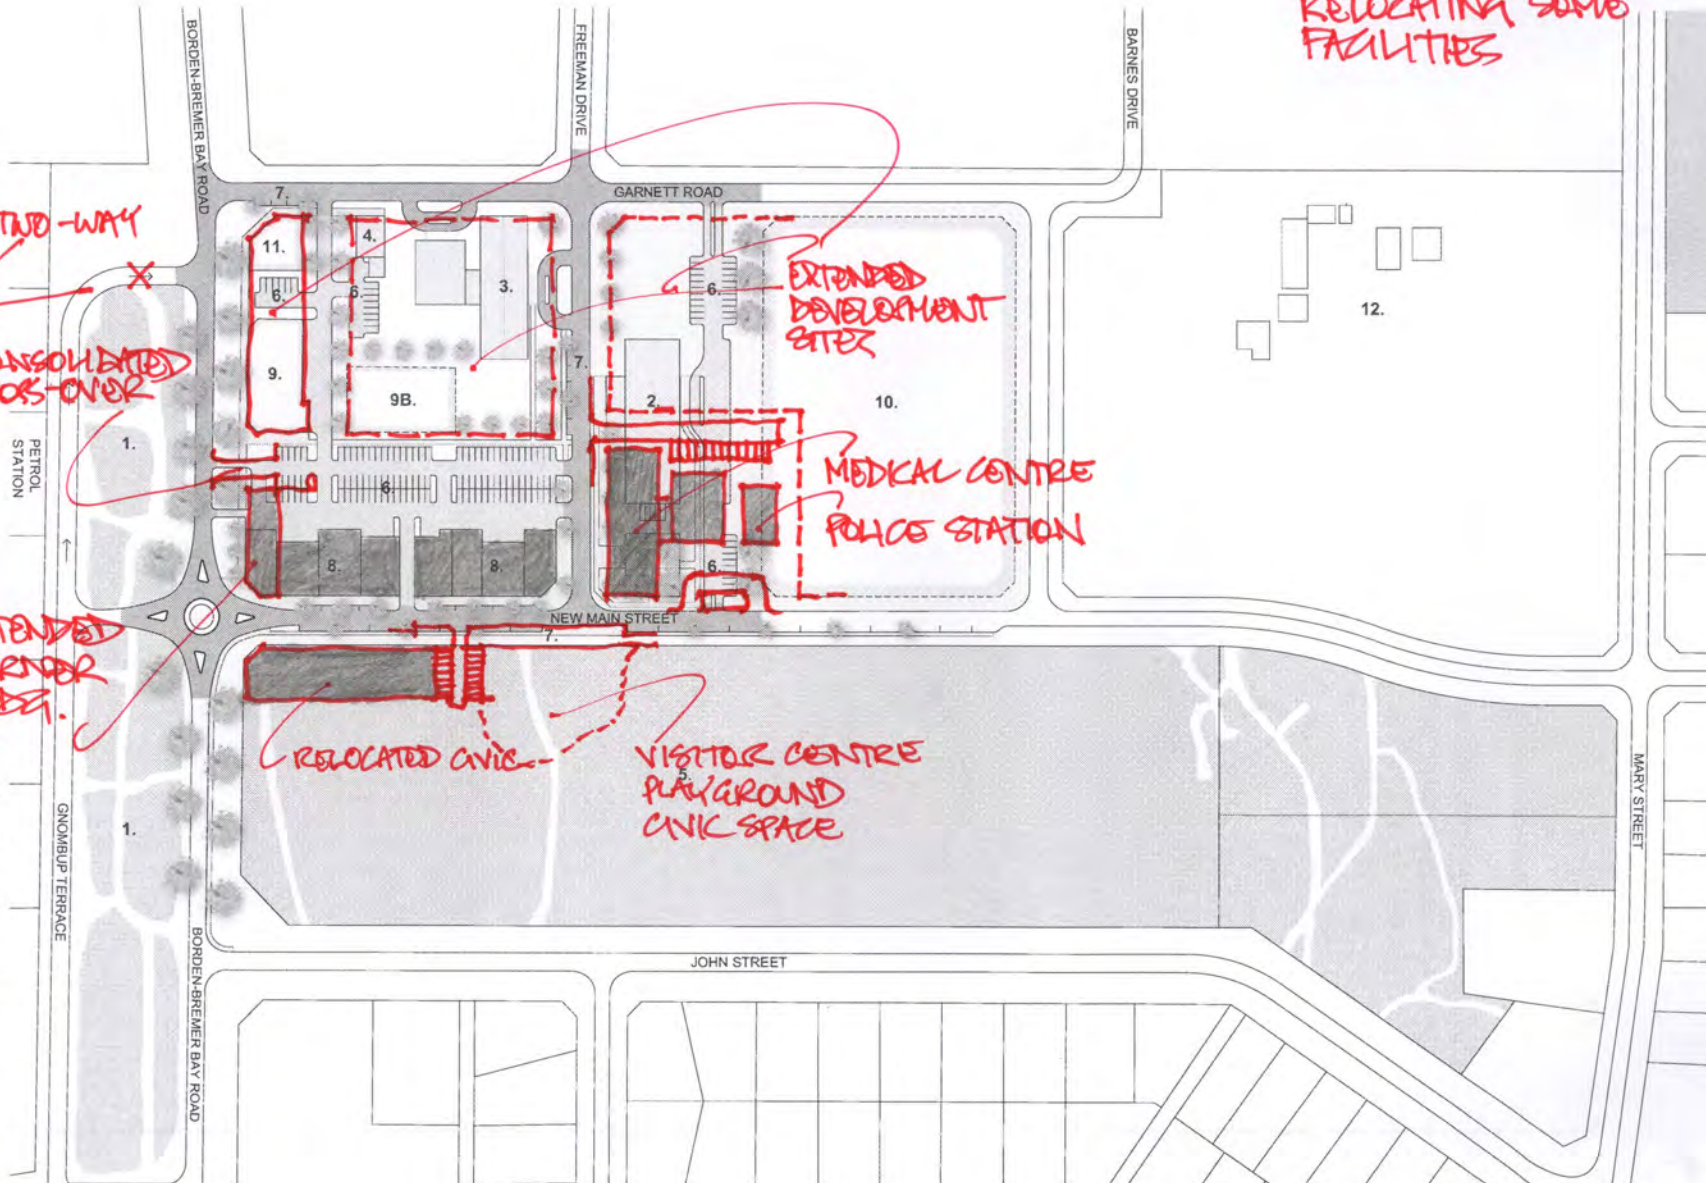 RELOCATING SOME
FACILITIES
BORDEN-BREMER BAY ROAD
FREEMAN DRIVE
BARNES DRIVE
7.
GARNETT ROAD
TWO-WAY
11.
4.
6.
6.
3.
6.
EXTENDED
DEVELOPMENT
SITES
12.
9.
7.
9B.
2.
10.
1.
PETROL
STATION
6.
MEDICAL CENTRE
POLICE STATION
8.
8.
6.
NEW MAIN STREET
7.
RELOCATED CIVIC
VISITOR CENTRE
5.
PLAYGROUND
CIVIC SPACE
1.
GNOMBUP TERRACE
MARY STREET
BORDEN-BREMER BAY ROAD
JOHN STREET